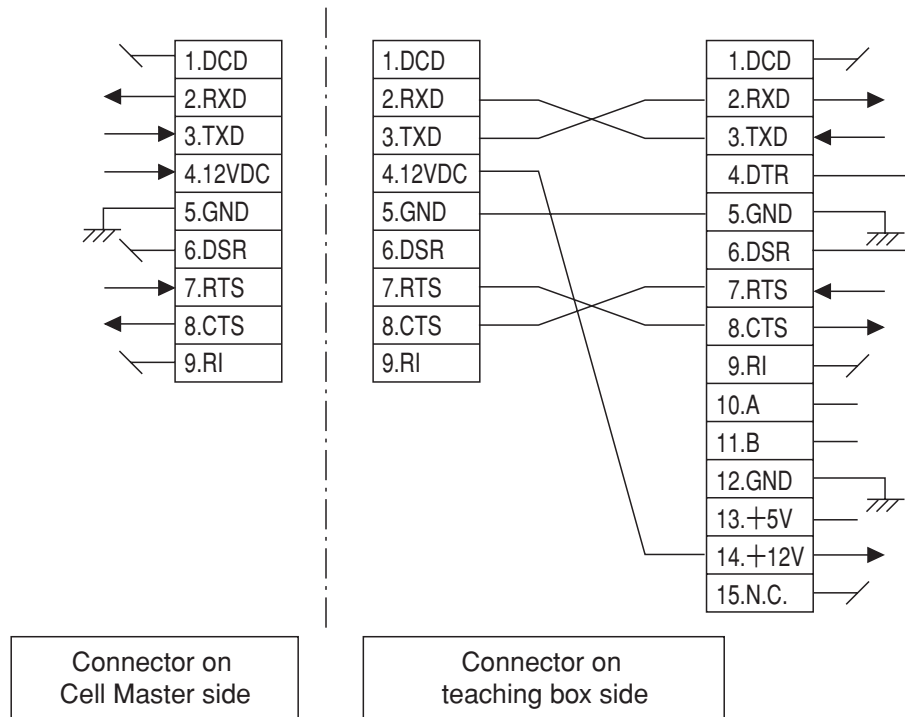 1.DCD
2.RXD
3.TXD
4.12VDC
5.GND
6.DSR
7.RTS
8.CTS
9.RI
1.DCD
2.RXD
3.TXD
4.12VDC
5.GND
6.DSR
7.RTS
8.CTS
9.RI
1.DCD
2.RXD
3.TXD
4.DTR
5.GND
6.DSR
7.RTS
8.CTS
9.RI
10.A
11.B
12.GND
13.+5V
14.+12V
15.N.C.
Connector on
Cell Master side
Connector on
teaching box side